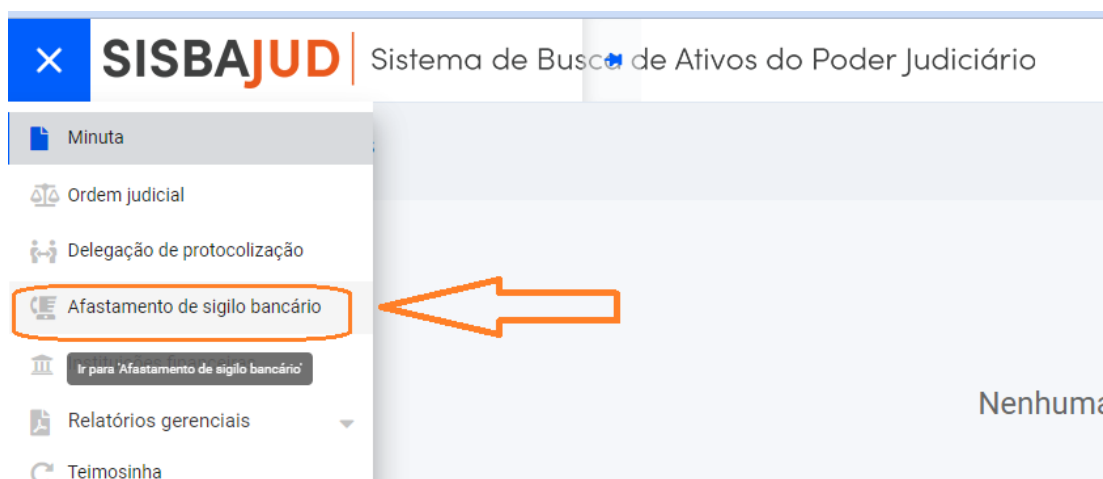 SISBAJUD Sistema de Busca de Ativos do Poder Judiciário
Minuta
Ordem judicial
Delegação de protocolização
Afastamento de sigilo bancário
Ir para 'Afastamento de sigilo bancário'
Relatórios gerenciais
Nenhuma
Teimosinha